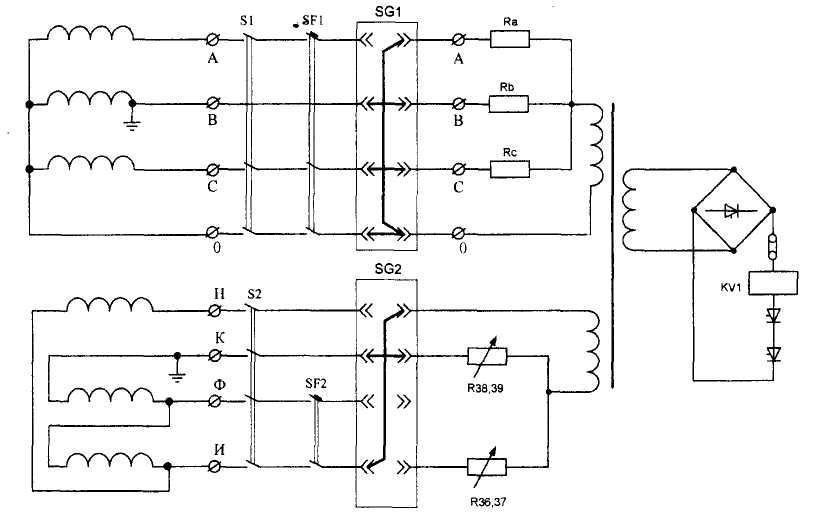 S1 SF1 SG1
A A Ra
B B Rb
C C Rc
0 0
KV1
SG2
Н S2
К
R38,39
Ф SF2
И
R36,37